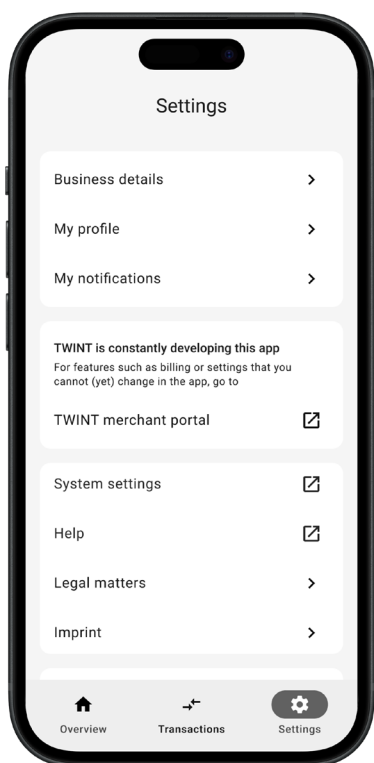 Settings
Business details
My profile
My notifications
TWINT is constantly developing this app
For features such as billing or settings that you
cannot (yet) change in the app, go to
TWINT merchant portal
System settings
Help
Legal matters
Imprint
Overview
Transactions
Settings